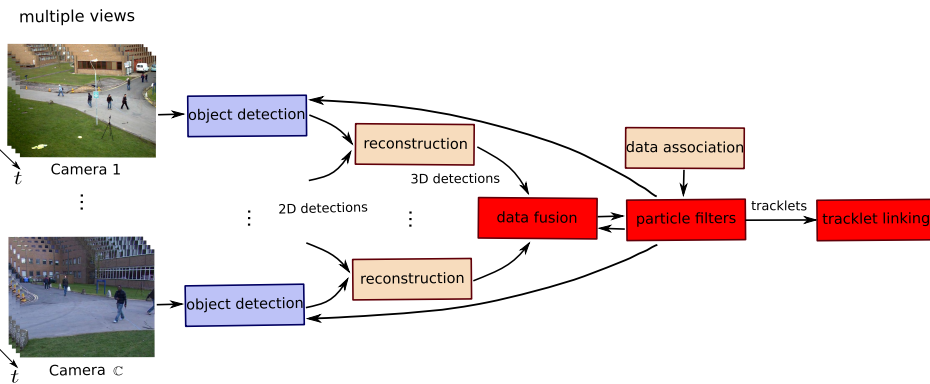 multiple views
object detection
reconstruction
data association
Camera 1
t
3D detections
2D detections
tracklets
data fusion
particle filters
tracklet linking
reconstruction
object detection
Camera ℂ
t